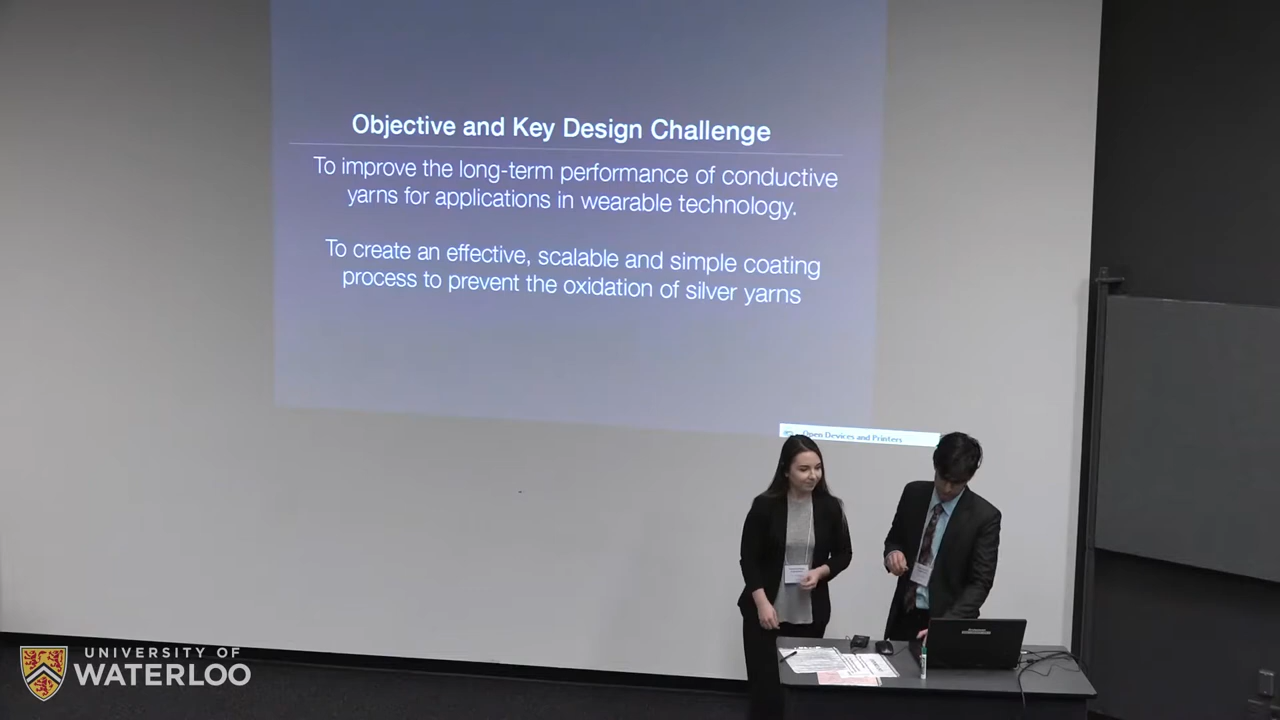 Objective and Key Design Challenge
To improve the long-term performance of conductive
yarns for applications in wearable technology.
To create an effective, scalable and simple coating
process to prevent the oxidation of silver yarns
Open Devices and Printers
UNIVERSITY OF
WATERLOO